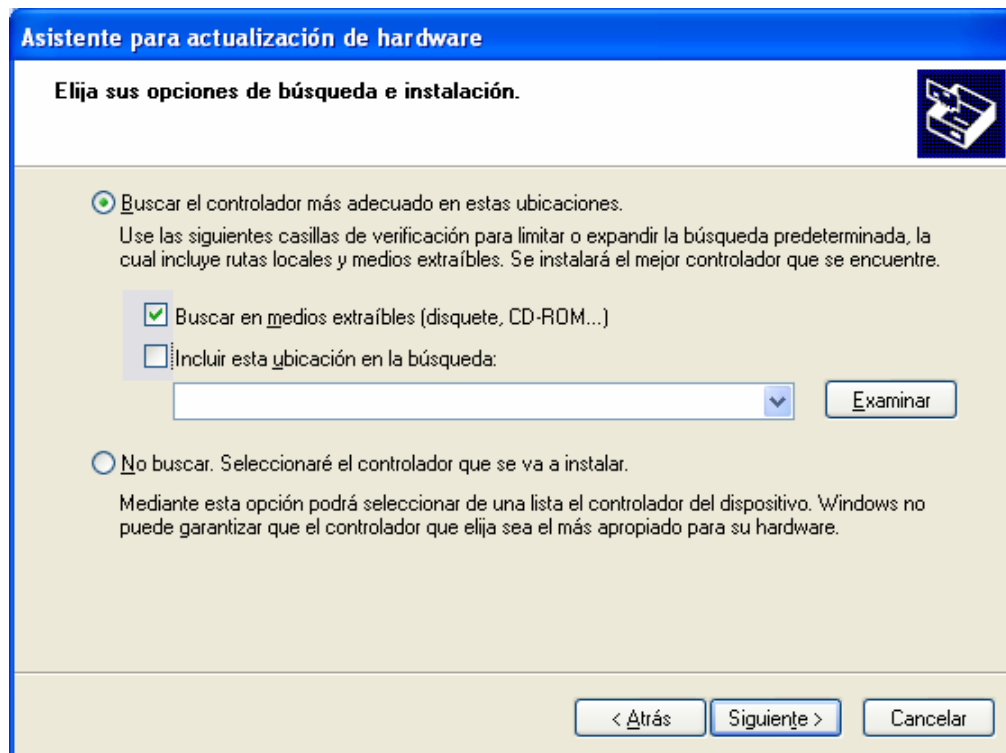 Asistente para actualización de hardware
Elija sus opciones de búsqueda e instalación.
Buscar el controlador más adecuado en estas ubicaciones.
Use las siguientes casillas de verificación para limitar o expandir la búsqueda predeterminada, la
cual incluye rutas locales y medios extraíbles. Se instalará el mejor controlador que se encuentre.
Buscar en medios extraíbles (disquete, CD-ROM...)
Incluir esta ubicación en la búsqueda:
Examinar
No buscar. Seleccionaré el controlador que se va a instalar.
Mediante esta opción podrá seleccionar de una lista el controlador del dispositivo. Windows no
puede garantizar que el controlador que elija sea el más apropiado para su hardware.
< Atrás Siguiente > Cancelar